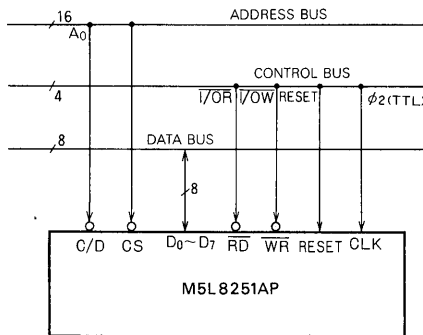 16 ADDRESS BUS
A₀
CONTROL BUS
4 I/OR I/OW RESET φ2(TTL
8 DATA BUS
8
C/D CS D₀~D₇ RD WR RESET CLK
M5L8251AP